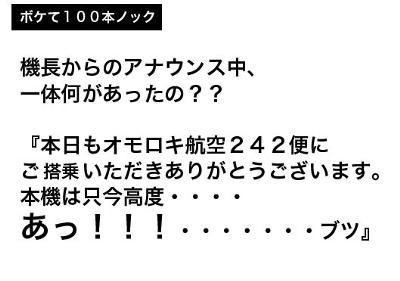 ボケて１００本ノック
機長からのアナウンス中、
一体何があったの？？
『本日もオモロキ航空２４２便に
ご搭乗いただきありがとうございます。
本機は只今高度・・・・
あっ！！！・・・・・・・ブツ』